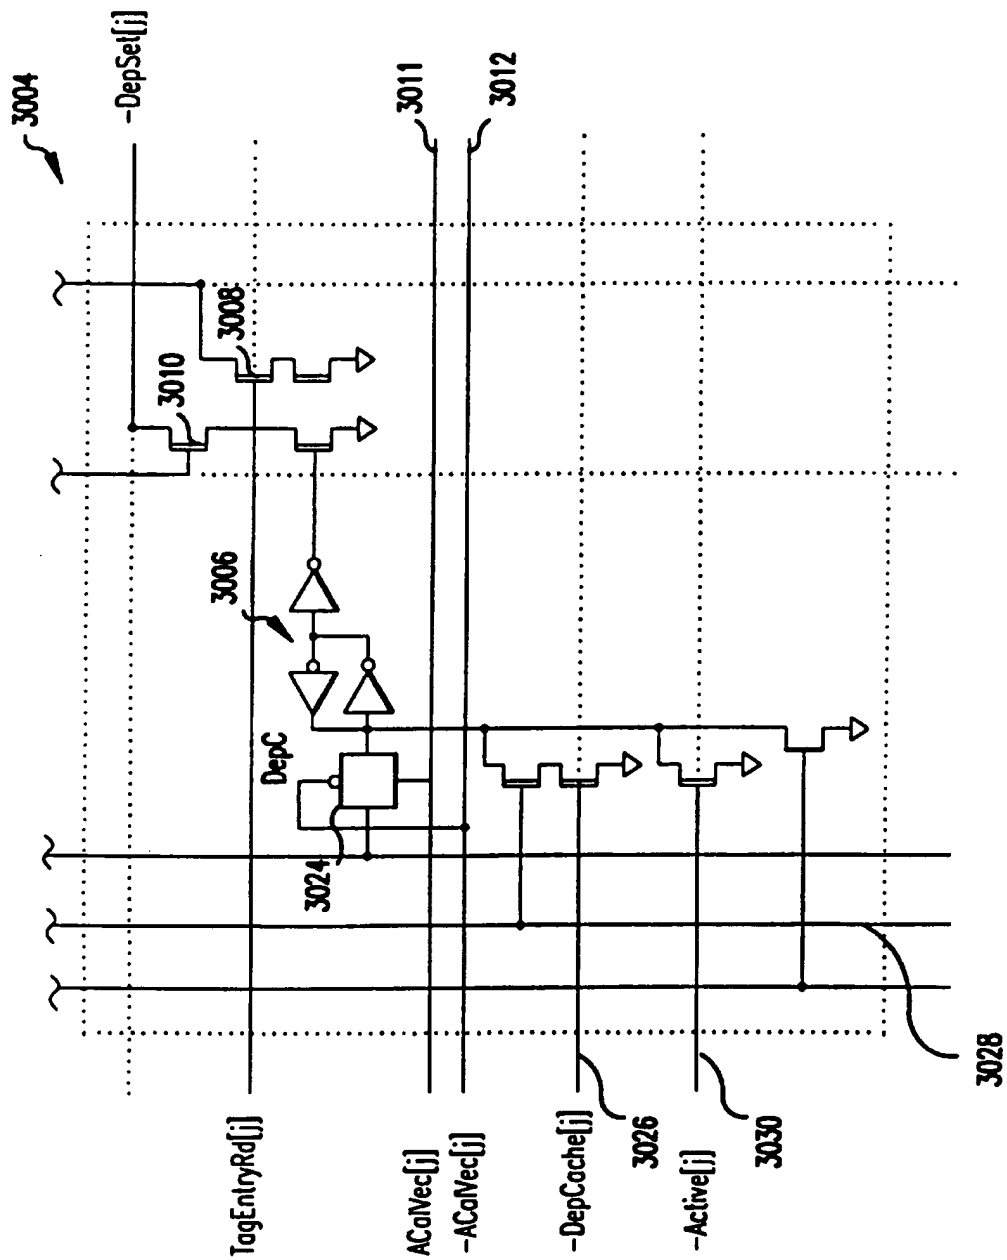 3004
-DepSet[j]
3011
3012
3008
3010
3006
DepC
3024
TagEntryRd[j]
ACalVec[j]
-ACalVec[j]
-DepCache[j]
3026
-Active[j]
3030
3028